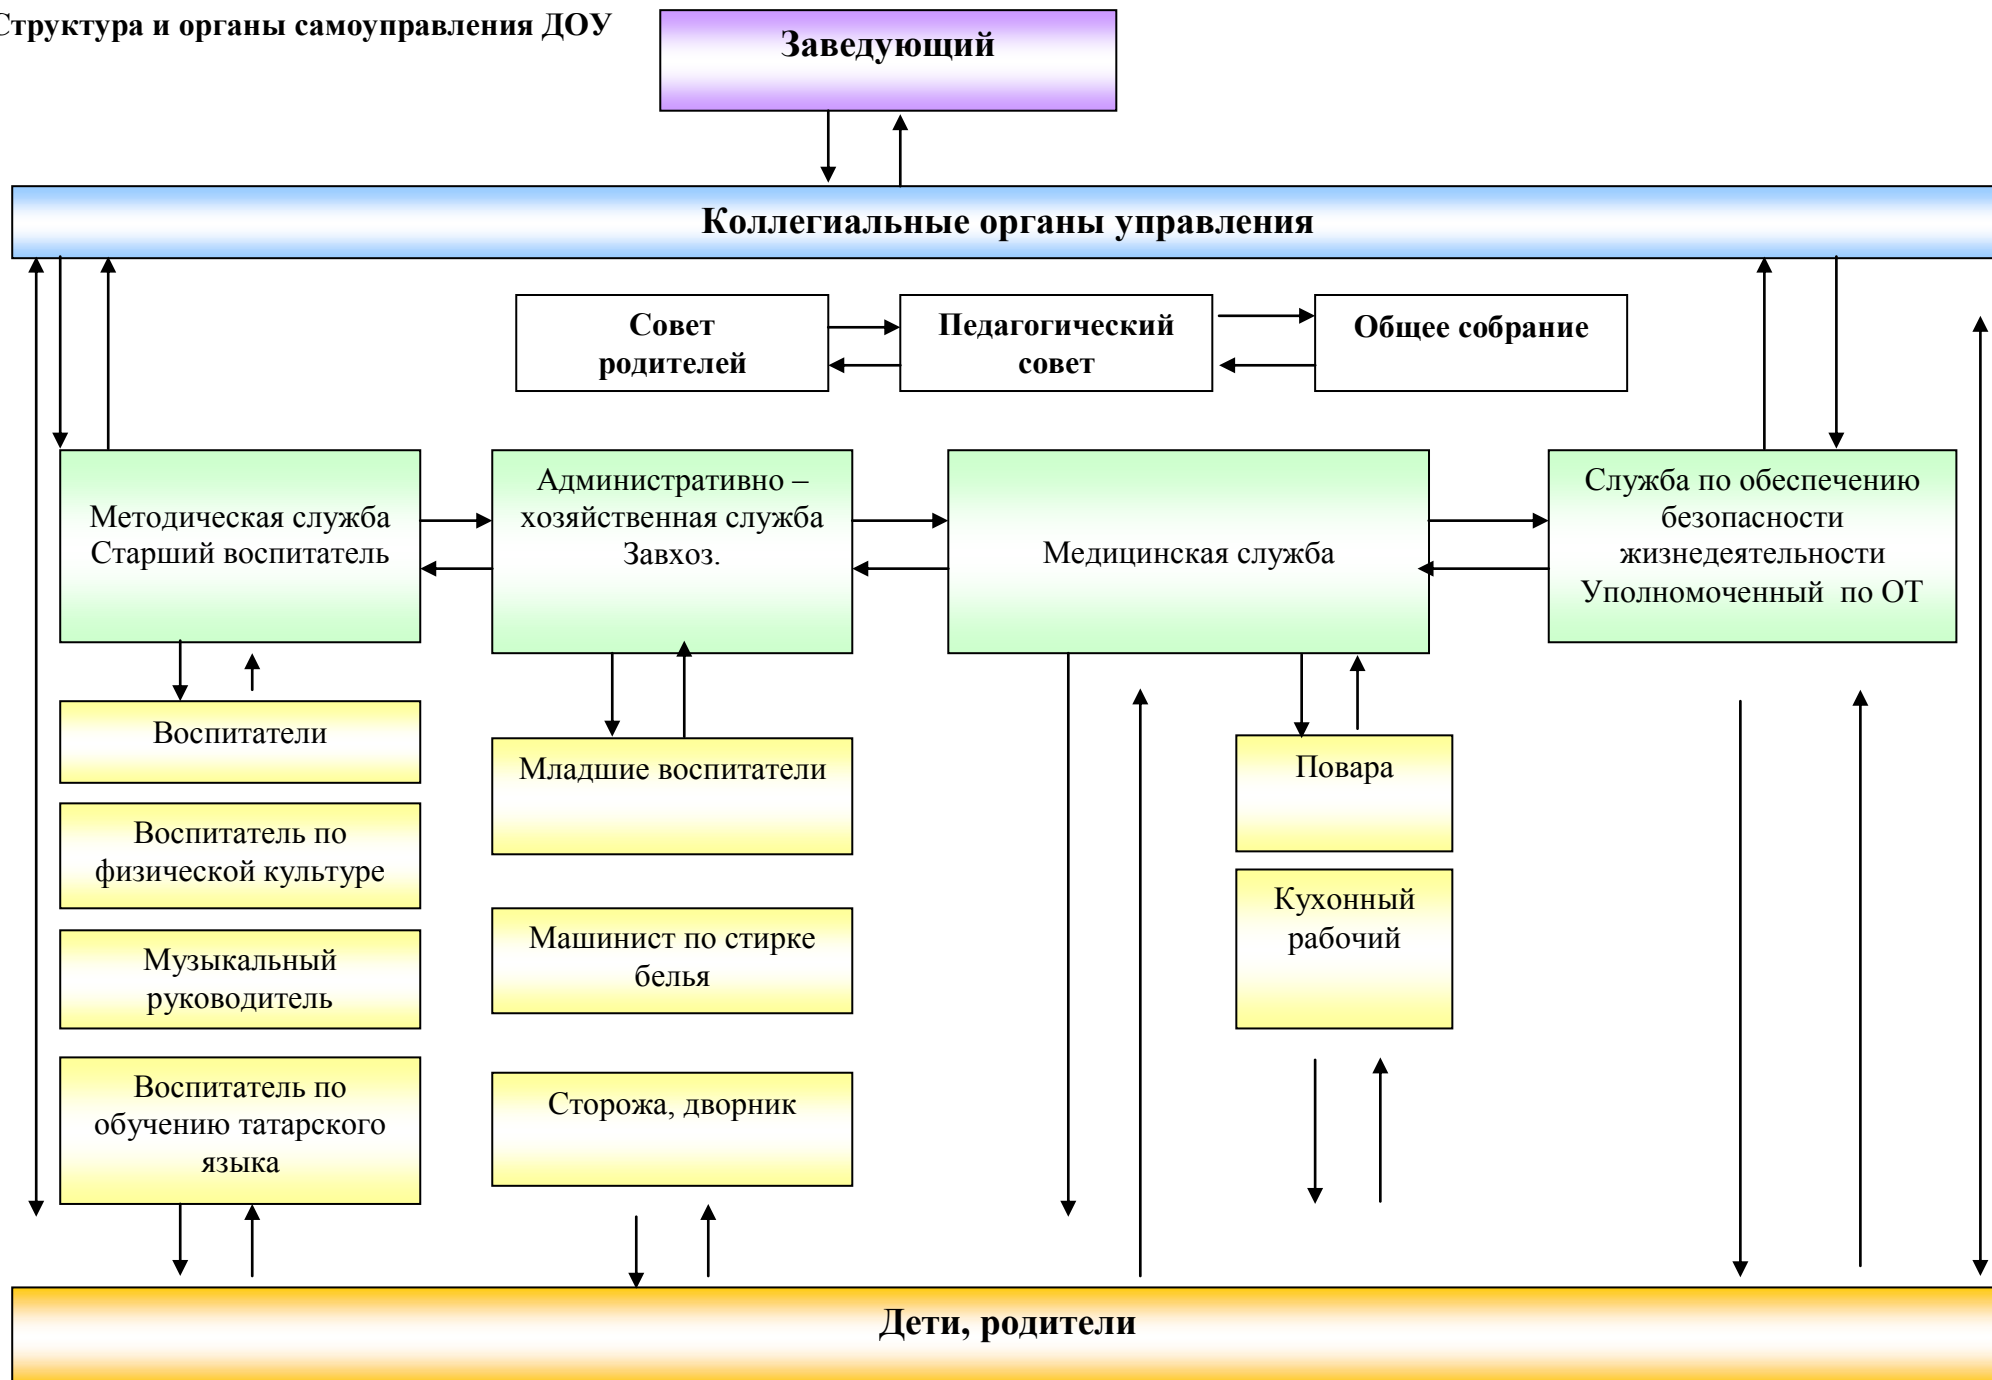 Структура и органы самоуправления ДОУ
Заведующий
Коллегиальные органы управления
Совет
родителей
Педагогический
совет
Общее собрание
Методическая служба
Старший воспитатель
Административно –
хозяйственная служба
Завхоз.
Медицинская служба
Служба по обеспечению
безопасности
жизнедеятельности
Уполномоченный по ОТ
Воспитатели
Воспитатель по
физической культуре
Музыкальный
руководитель
Воспитатель по
обучению татарского
языка
Младшие воспитатели
Машинист по стирке
белья
Сторожа, дворник
Повара
Кухонный
рабочий
Дети, родители